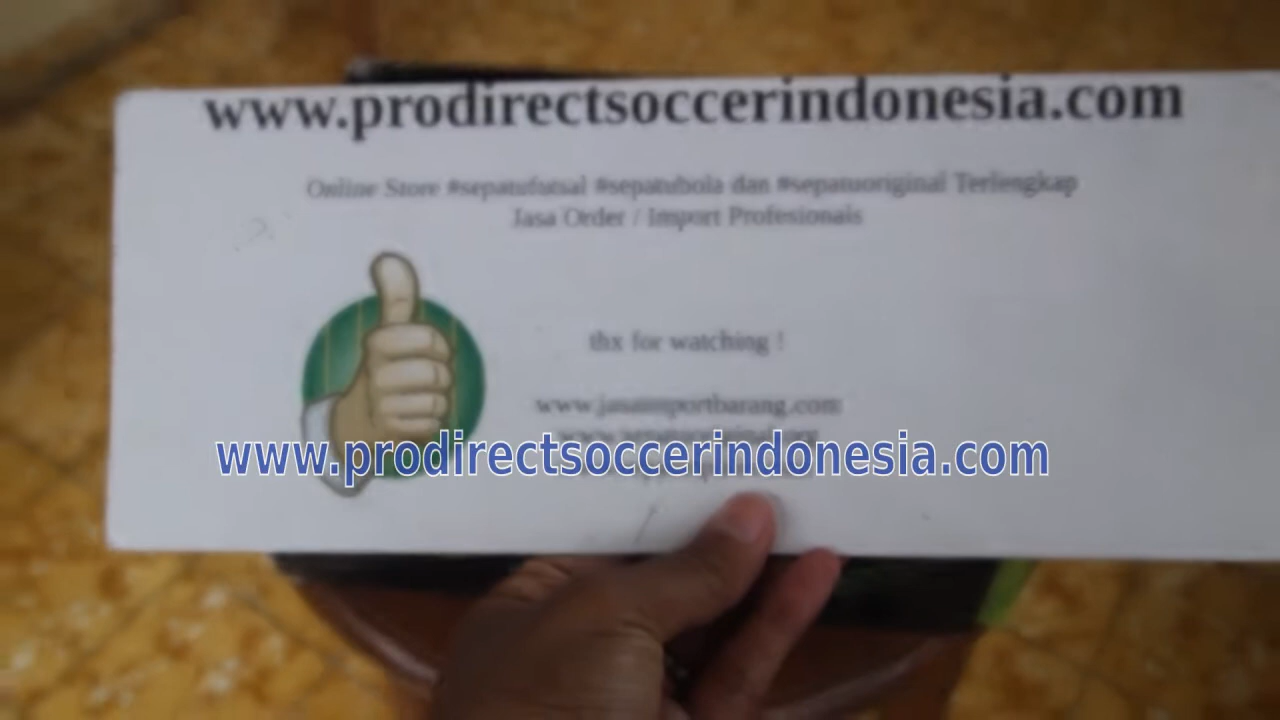 www.prodirectsoccerindonesia.com
Online Store #sepatufutsal #sepatubola dan #sepatuoriginal Terlengkap
Jasa Order / Import Profesionals
thx for watching !
www.jasaimportbarang.com
www.prodirectsoccerindonesia.com